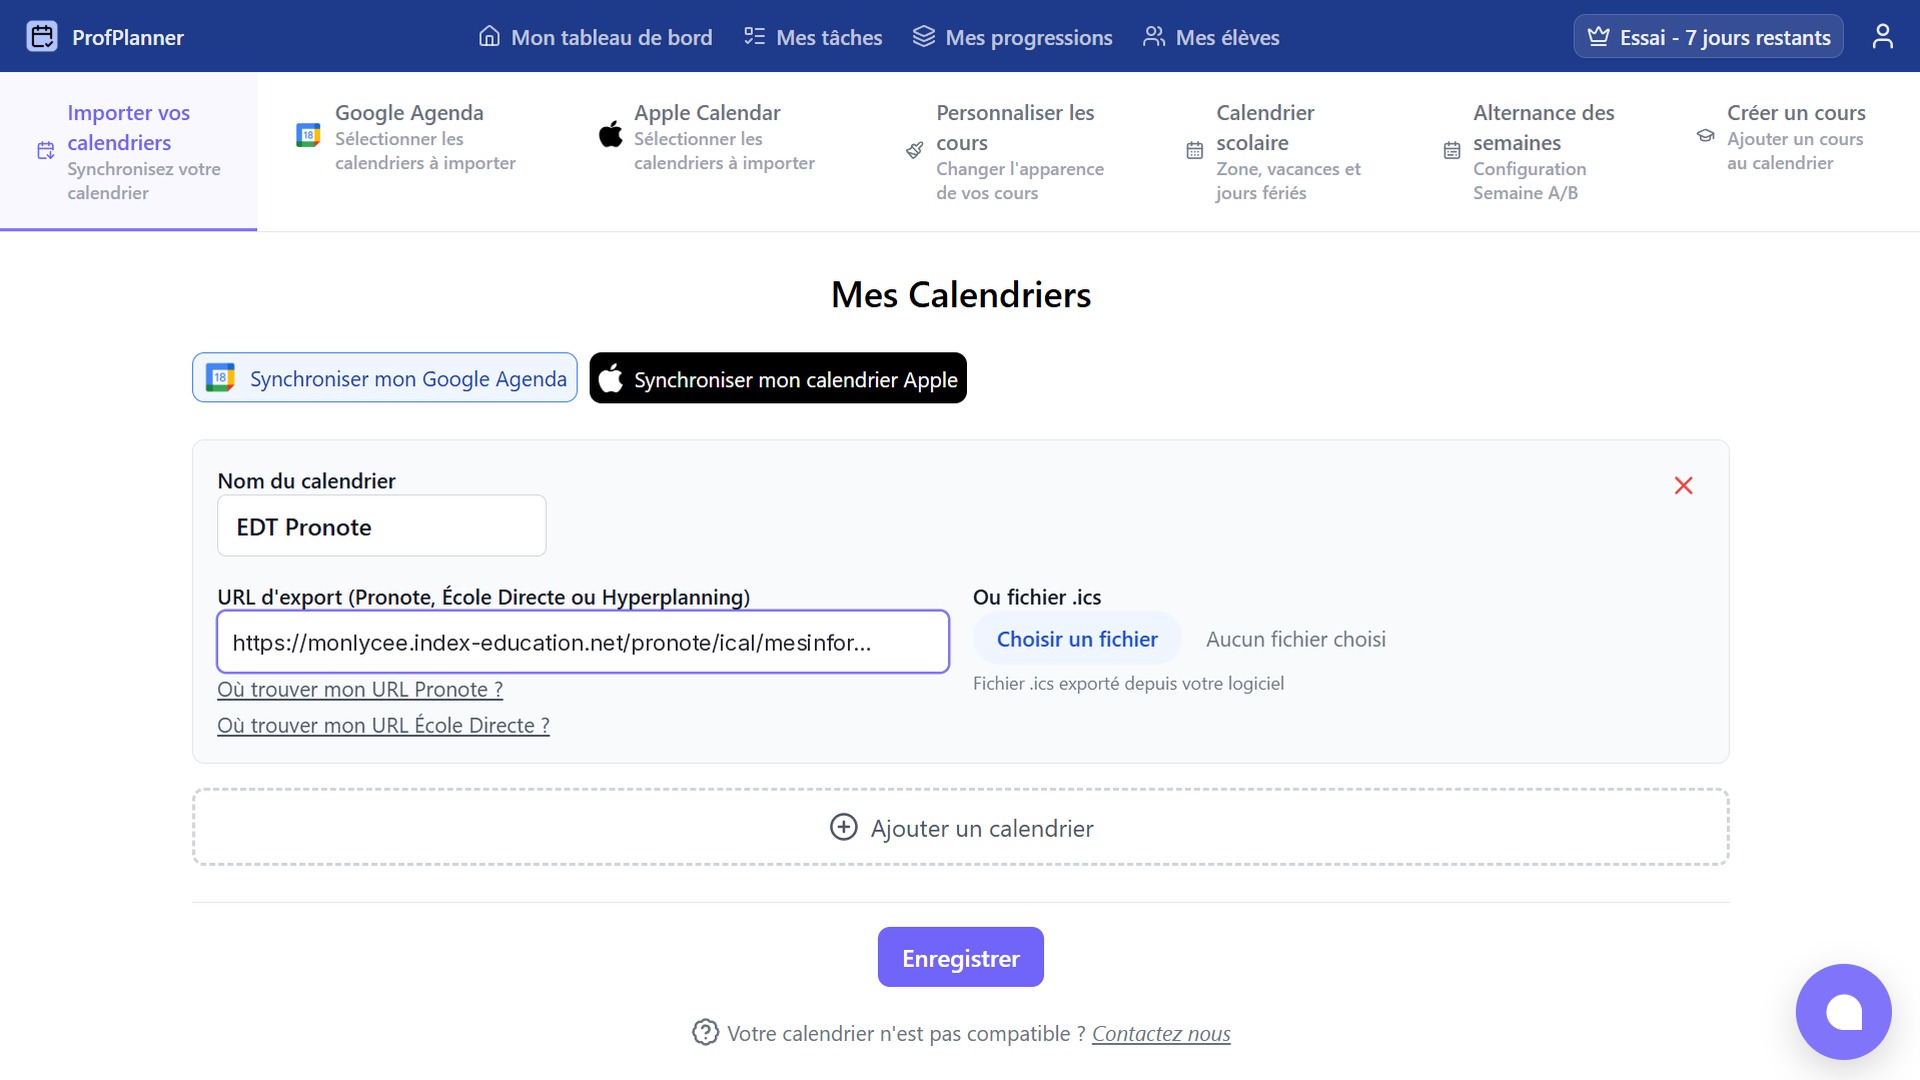 ProfPlanner
Mon tableau de bord
Mes tâches
Mes progressions
Mes élèves
Essai - 7 jours restants
Importer vos
calendriers
Synchronisez votre
calendrier
Google Agenda
Sélectionner les
calendriers à importer
Apple Calendar
Sélectionner les
calendriers à importer
Personnaliser les
cours
Changer l'apparence
de vos cours
Calendrier
scolaire
Zone, vacances et
jours fériés
Alternance des
semaines
Configuration
Semaine A/B
Créer un cours
Ajouter un cours
au calendrier
Mes Calendriers
18 Synchroniser mon Google Agenda
Synchroniser mon calendrier Apple
Nom du calendrier
EDT Pronote
URL d'export (Pronote, École Directe ou Hyperplanning)
https://monlycee.index-education.net/pronote/ical/mesinfor...
Où trouver mon URL Pronote ?
Où trouver mon URL École Directe ?
Ou fichier .ics
Choisir un fichier
Aucun fichier choisi
Fichier .ics exporté depuis votre logiciel
Ajouter un calendrier
Enregistrer
Votre calendrier n'est pas compatible ? Contactez nous